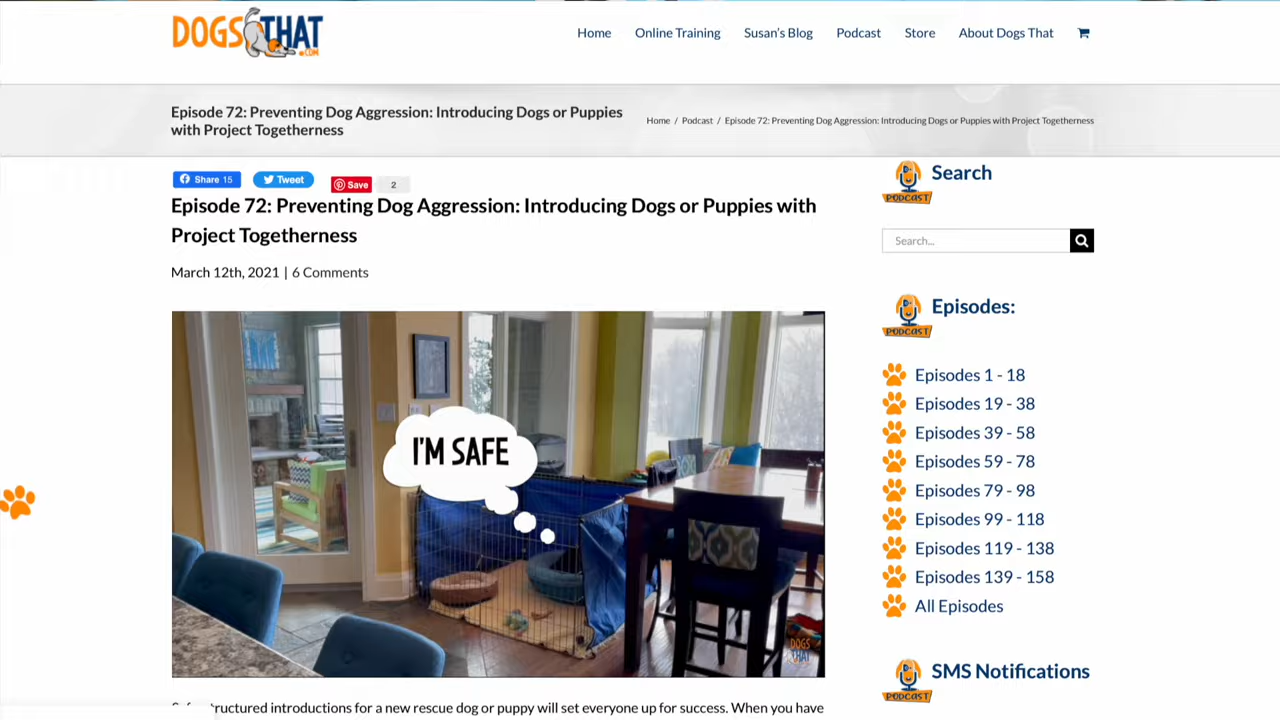 DOGSTHAT
.COM
Home Online Training Susan's Blog Podcast Store About Dogs That
Episode 72: Preventing Dog Aggression: Introducing Dogs or Puppies
with Project Togetherness
Home / Podcast / Episode 72: Preventing Dog Aggression: Introducing Dogs or Puppies with Project Togetherness
Share 15 Tweet Save 2
Episode 72: Preventing Dog Aggression: Introducing Dogs or Puppies with
Project Togetherness
March 12th, 2021 | 6 Comments
I'M SAFE
DOGS
THAT
structured introductions for a new rescue dog or puppy will set everyone up for success. When you have
PODCAST
Search
Search...
PODCAST
Episodes:
Episodes 1 - 18
Episodes 19 - 38
Episodes 39 - 58
Episodes 59 - 78
Episodes 79 - 98
Episodes 99 - 118
Episodes 119 - 138
Episodes 139 - 158
All Episodes
PODCAST
SMS Notifications